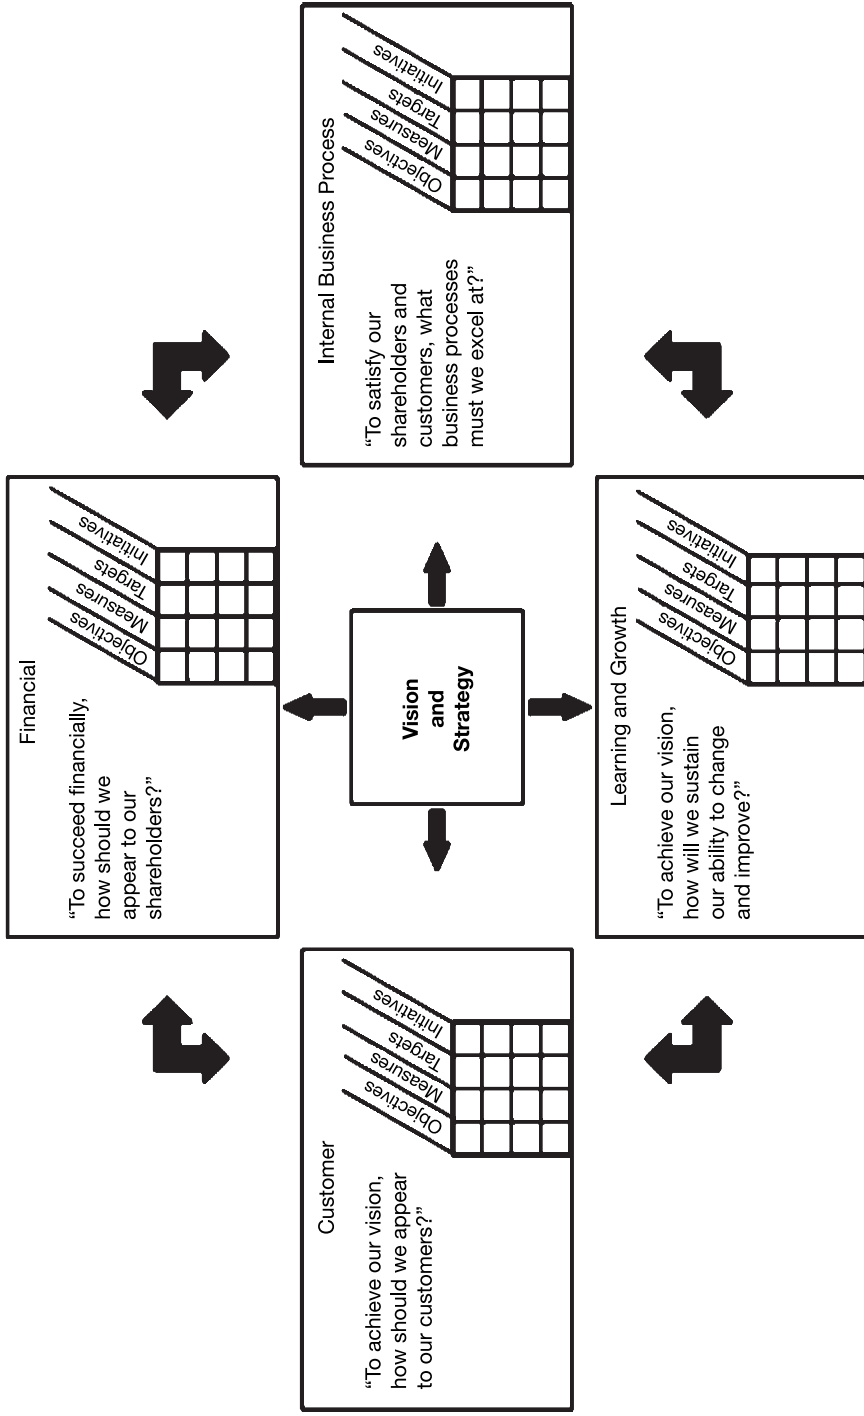 Financial
“To succeed financially,
how should we
appear to our
shareholders?”
Objectives
Measures
Targets
Initiatives
Customer
“To achieve our vision,
how should we appear
to our customers?”
Objectives
Measures
Targets
Initiatives
Vision
and
Strategy
Internal Business Process
“To satisfy our
shareholders and
customers, what
business processes
must we excel at?”
Objectives
Measures
Targets
Initiatives
Learning and Growth
“To achieve our vision,
how will we sustain
our ability to change
and improve?”
Objectives
Measures
Targets
Initiatives